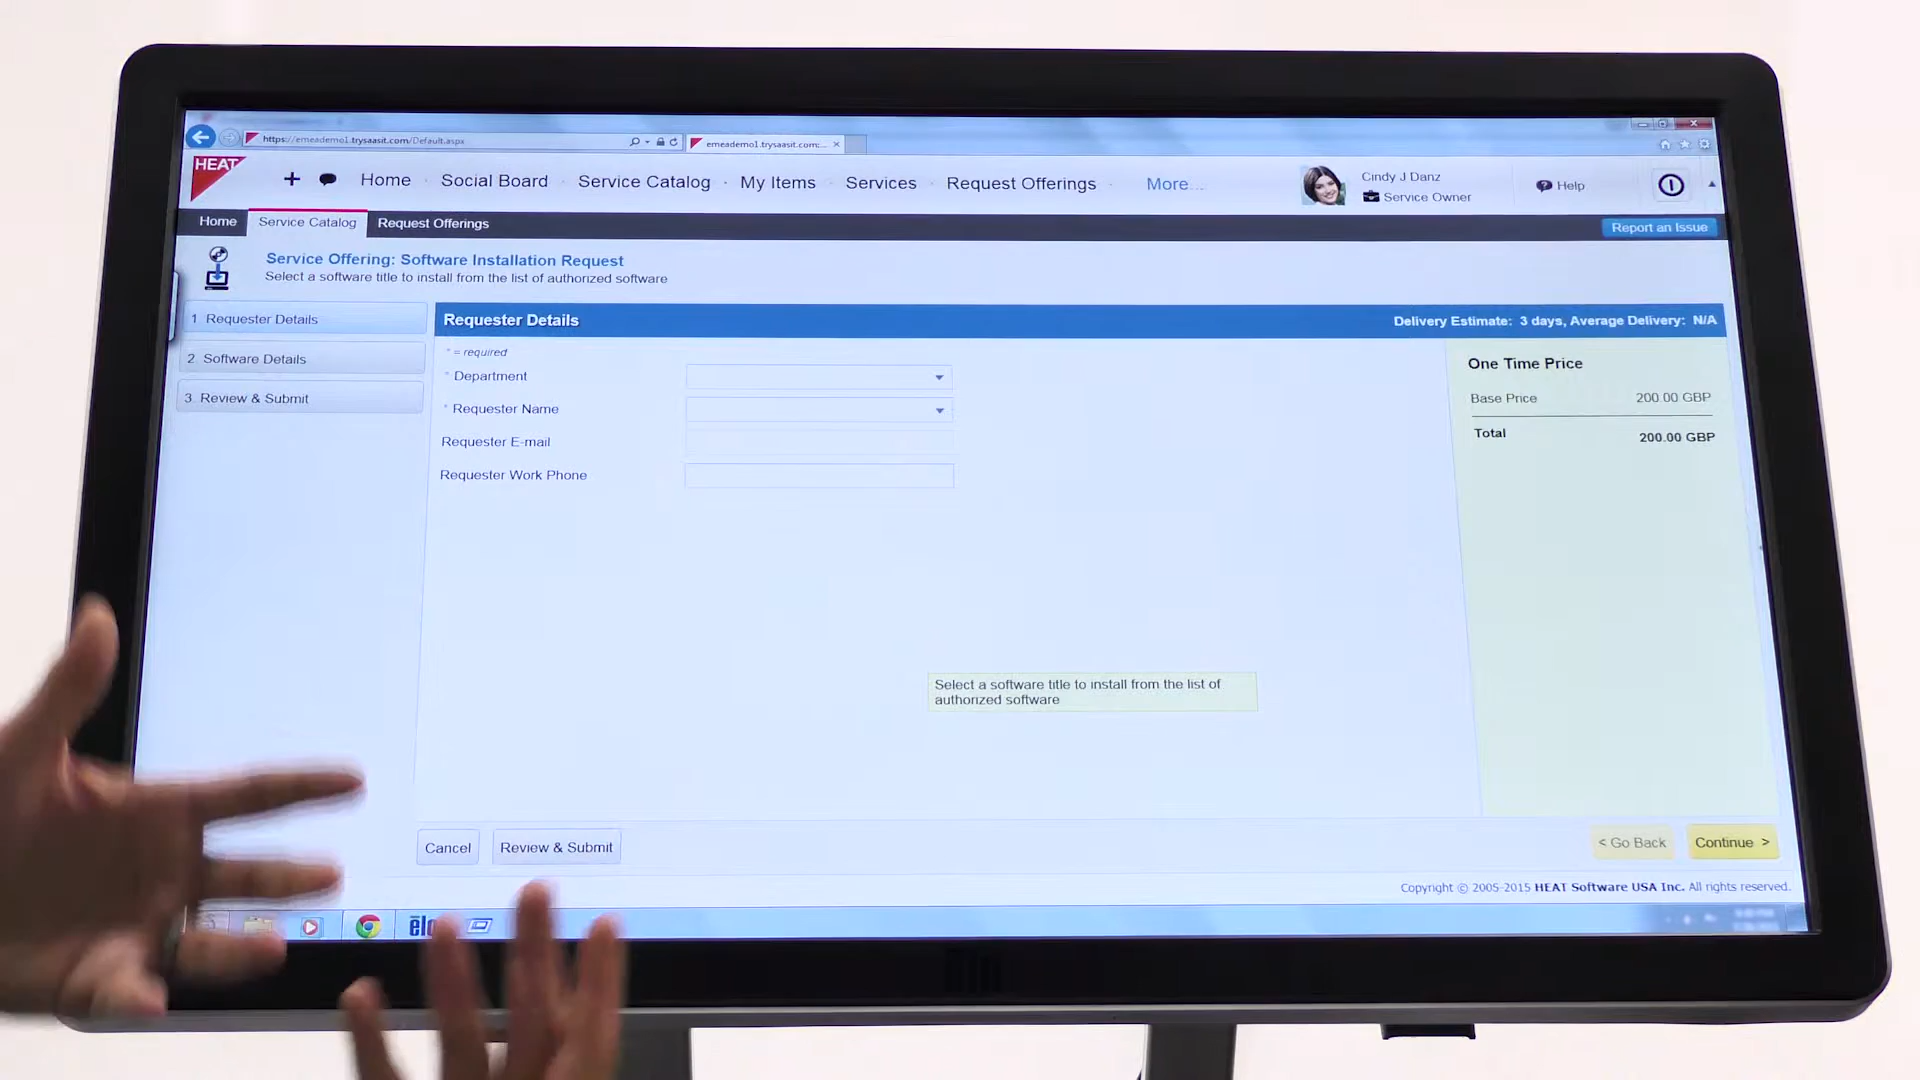 https://emeademo1.trysaasit.com/Default.aspx
emeademo1.trysaasit.com:...
HEAT
Home
Social Board
Service Catalog
My Items
Services
Request Offerings
More...
Cindy J Danz
Service Owner
Help
Home
Service Catalog
Request Offerings
Report an Issue
Service Offering: Software Installation Request
Select a software title to install from the list of authorized software
1 Requester Details
2 Software Details
3 Review & Submit
Requester Details
Delivery Estimate: 3 days, Average Delivery: N/A
* = required
* Department
* Requester Name
Requester E-mail
Requester Work Phone
One Time Price
Base Price 200.00 GBP
Total 200.00 GBP
Select a software title to install from the list of
authorized software
Cancel
Review & Submit
< Go Back
Continue >
Copyright © 2005-2015 HEAT Software USA Inc. All rights reserved.